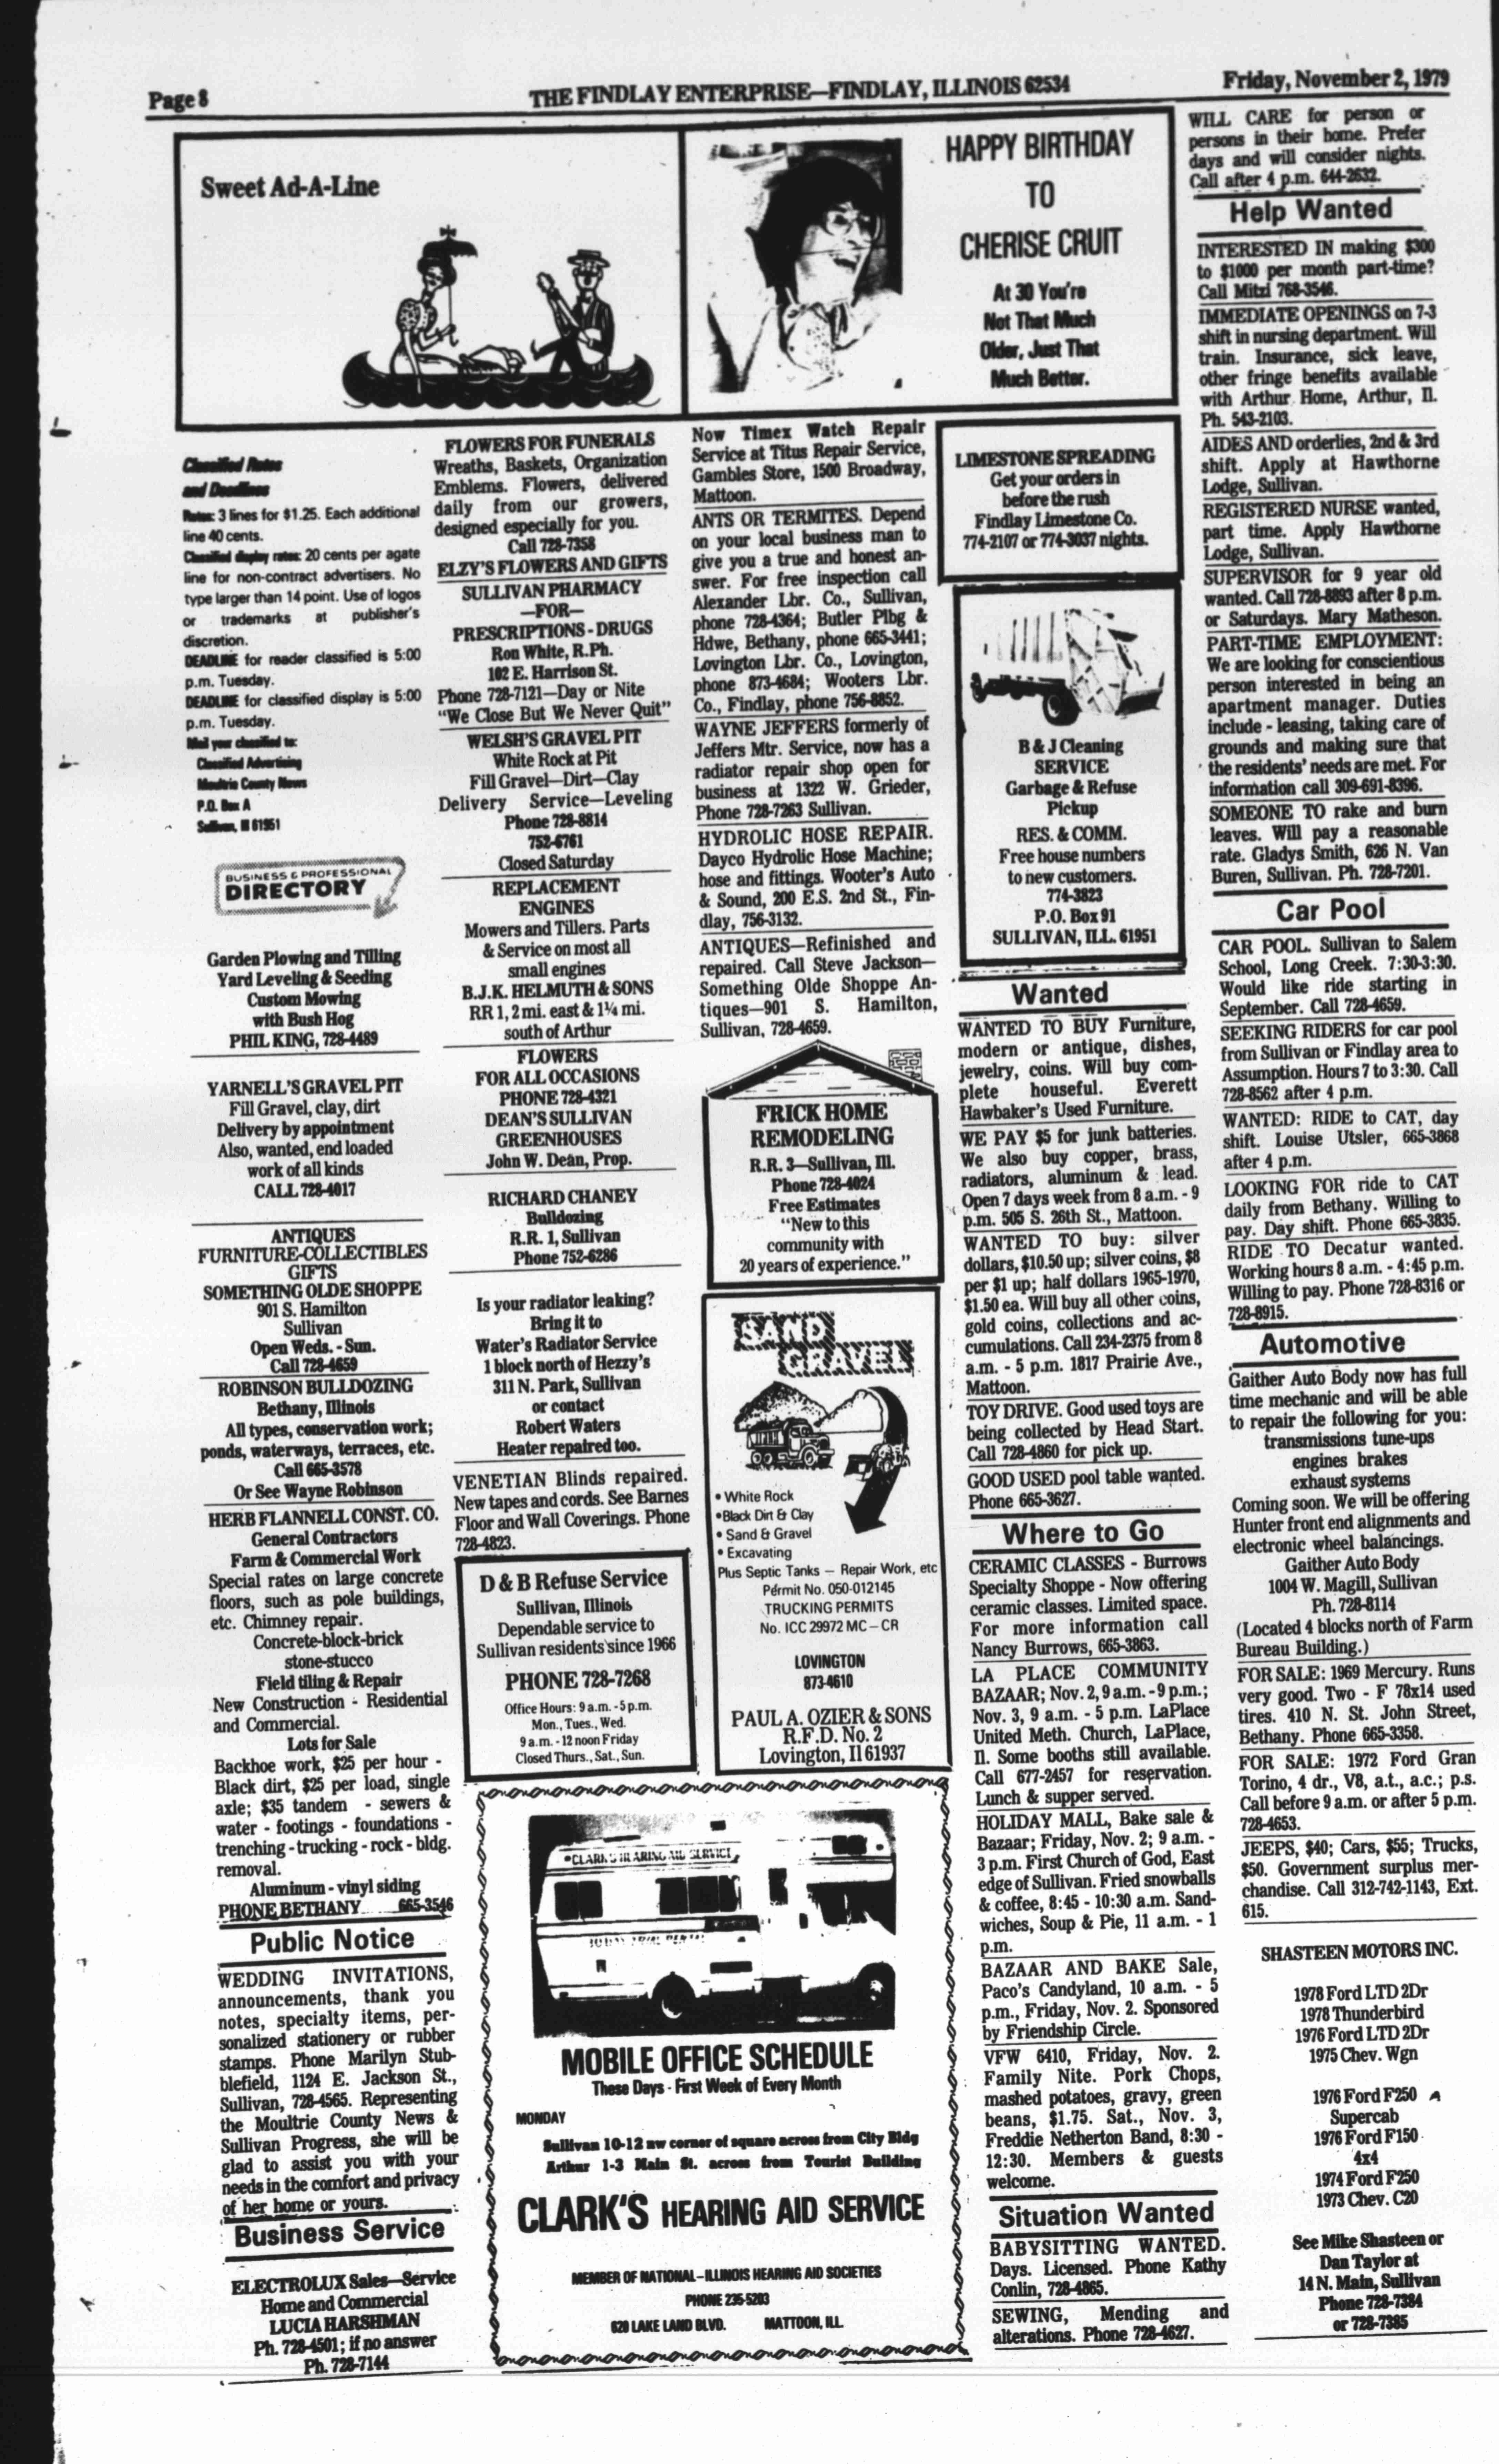 Page 8
THE FINDLAY ENTERPRISE—FINDLAY, ILLINOIS 62534
Friday, November 2, 1979
Sweet Ad-A-Line
HAPPY BIRTHDAY
TO
CHERISE CRUIT
At 30 You're
Not That Much
Older, Just That
Much Better.
Classified Rates
and Deadlines
Rates: 3 lines for $1.25. Each additional
line 40 cents.
Classified display rates: 20 cents per agate
line for non-contract advertisers. No
type larger than 14 point. Use of logos
or trademarks at publisher's
discretion.
DEADLINE for reader classified is 5:00
p.m. Tuesday.
DEADLINE for classified display is 5:00
p.m. Tuesday.
Mail your classified to:
Classified Advertising
Moultrie County News
P.O. Box A
Sullivan, Ill 61951
BUSINESS & PROFESSIONAL
DIRECTORY
Garden Plowing and Tilling
Yard Leveling & Seeding
Custom Mowing
with Bush Hog
PHIL KING, 728-4489
YARNELL'S GRAVEL PIT
Fill Gravel, clay, dirt
Delivery by appointment
Also, wanted, end loaded
work of all kinds
CALL 728-4017
ANTIQUES
FURNITURE-COLLECTIBLES
GIFTS
SOMETHING OLDE SHOPPE
901 S. Hamilton
Sullivan
Open Weds. - Sun.
Call 728-4659
ROBINSON BULLDOZING
Bethany, Illinois
All types, conservation work;
ponds, waterways, terraces, etc.
Call 665-3578
Or See Wayne Robinson
HERB FLANNELL CONST. CO.
General Contractors
Farm & Commercial Work
Special rates on large concrete
floors, such as pole buildings,
etc. Chimney repair.
Concrete-block-brick
stone-stucco
Field tiling & Repair
New Construction - Residential
and Commercial.
Lots for Sale
Backhoe work, $25 per hour -
Black dirt, $25 per load, single
axle; $35 tandem - sewers &
water - footings - foundations -
trenching - trucking - rock - bldg.
removal.
Aluminum - vinyl siding
PHONE BETHANY 665-3546
Public Notice
WEDDING INVITATIONS,
announcements, thank you
notes, specialty items, per-
sonalized stationery or rubber
stamps. Phone Marilyn Stub-
blefield, 1124 E. Jackson St.,
Sullivan, 728-4565. Representing
the Moultrie County News &
Sullivan Progress, she will be
glad to assist you with your
needs in the comfort and privacy
of her home or yours.
Business Service
ELECTROLUX Sales—Service
Home and Commercial
LUCIA HARSHMAN
Ph. 728-4501; if no answer
Ph. 728-7144
FLOWERS FOR FUNERALS
Wreaths, Baskets, Organization
Emblems. Flowers, delivered
daily from our growers,
designed especially for you.
Call 728-7358
ELZY'S FLOWERS AND GIFTS
SULLIVAN PHARMACY
—FOR—
PRESCRIPTIONS - DRUGS
Ron White, R.Ph.
102 E. Harrison St.
Phone 728-7121—Day or Nite
"We Close But We Never Quit"
WELSH'S GRAVEL PIT
White Rock at Pit
Fill Gravel—Dirt—Clay
Delivery Service—Leveling
Phone 728-8814
752-6761
Closed Saturday
REPLACEMENT
ENGINES
Mowers and Tillers. Parts
& Service on most all
small engines
B.J.K. HELMUTH & SONS
RR 1, 2 mi. east & 1¼ mi.
south of Arthur
FLOWERS
FOR ALL OCCASIONS
PHONE 728-4321
DEAN'S SULLIVAN
GREENHOUSES
John W. Dean, Prop.
RICHARD CHANEY
Bulldozing
R.R. 1, Sullivan
Phone 752-6286
Is your radiator leaking?
Bring it to
Water's Radiator Service
1 block north of Hezzy's
311 N. Park, Sullivan
or contact
Robert Waters
Heater repaired too.
VENETIAN Blinds repaired.
New tapes and cords. See Barnes
Floor and Wall Coverings. Phone
728-4823.
D & B Refuse Service
Sullivan, Illinois
Dependable service to
Sullivan residents since 1966
PHONE 728-7268
Office Hours: 9 a.m. - 5 p.m.
Mon., Tues., Wed.
9 a.m. - 12 noon Friday
Closed Thurs., Sat., Sun.
Now Timex Watch Repair
Service at Titus Repair Service,
Gambles Store, 1500 Broadway,
Mattoon.
ANTS OR TERMITES. Depend
on your local business man to
give you a true and honest an-
swer. For free inspection call
Alexander Lbr. Co., Sullivan,
phone 728-4364; Butler Plbg &
Hdwe, Bethany, phone 665-3441;
Lovington Lbr. Co., Lovington,
phone 873-4684; Wooters Lbr.
Co., Findlay, phone 756-8852.
WAYNE JEFFERS formerly of
Jeffers Mtr. Service, now has a
radiator repair shop open for
business at 1322 W. Grieder,
Phone 728-7263 Sullivan.
HYDROLIC HOSE REPAIR.
Dayco Hydrolic Hose Machine;
hose and fittings. Wooter's Auto
& Sound, 200 E.S. 2nd St., Fin-
dlay, 756-3132.
ANTIQUES—Refinished and
repaired. Call Steve Jackson—
Something Olde Shoppe An-
tiques—901 S. Hamilton,
Sullivan, 728-4659.
FRICK HOME
REMODELING
R.R. 3—Sullivan, Ill.
Phone 728-4024
Free Estimates
"New to this
community with
20 years of experience."
SAND
GRAVEL
• White Rock
• Black Dirt & Clay
• Sand & Gravel
• Excavating
Plus Septic Tanks — Repair Work, etc
Permit No. 050-012145
TRUCKING PERMITS
No. ICC 29972 MC — CR
LOVINGTON
873-4610
PAUL A. OZIER & SONS
R.F.D. No. 2
Lovington, Il 61937
CLARK'S HEARING AID SERVICE
MOBILE OFFICE SCHEDULE
These Days - First Week of Every Month
MONDAY
Sullivan 10-12 nw corner of square across from City Bldg
Arthur 1-3 Main St. across from Tourist Building
CLARK'S HEARING AID SERVICE
MEMBER OF NATIONAL-ILLINOIS HEARING AID SOCIETIES
PHONE 235-5203
620 LAKE LAND BLVD. MATTOON, ILL.
LIMESTONE SPREADING
Get your orders in
before the rush
Findlay Limestone Co.
774-2107 or 774-3037 nights.
B & J Cleaning
SERVICE
Garbage & Refuse
Pickup
RES. & COMM.
Free house numbers
to new customers.
774-3823
P.O. Box 91
SULLIVAN, ILL. 61951
Wanted
WANTED TO BUY Furniture,
modern or antique, dishes,
jewelry, coins. Will buy com-
plete houseful. Everett
Hawbaker's Used Furniture.
WE PAY $5 for junk batteries.
We also buy copper, brass,
radiators, aluminum & lead.
Open 7 days week from 8 a.m. - 9
p.m. 505 S. 26th St., Mattoon.
WANTED TO buy: silver
dollars, $10.50 up; silver coins, $8
per $1 up; half dollars 1965-1970,
$1.50 ea. Will buy all other coins,
gold coins, collections and ac-
cumulations. Call 234-2375 from 8
a.m. - 5 p.m. 1817 Prairie Ave.,
Mattoon.
TOY DRIVE. Good used toys are
being collected by Head Start.
Call 728-4860 for pick up.
GOOD USED pool table wanted.
Phone 665-3627.
Where to Go
CERAMIC CLASSES - Burrows
Specialty Shoppe - Now offering
ceramic classes. Limited space.
For more information call
Nancy Burrows, 665-3863.
LA PLACE COMMUNITY
BAZAAR; Nov. 2, 9 a.m. - 9 p.m.;
Nov. 3, 9 a.m. - 5 p.m. LaPlace
United Meth. Church, LaPlace,
Il. Some booths still available.
Call 677-2457 for reservation.
Lunch & supper served.
HOLIDAY MALL, Bake sale &
Bazaar; Friday, Nov. 2; 9 a.m. -
3 p.m. First Church of God, East
edge of Sullivan. Fried snowballs
& coffee, 8:45 - 10:30 a.m. Sand-
wiches, Soup & Pie, 11 a.m. - 1
p.m.
BAZAAR AND BAKE Sale,
Paco's Candyland, 10 a.m. - 5
p.m., Friday, Nov. 2. Sponsored
by Friendship Circle.
VFW 6410, Friday, Nov. 2.
Family Nite. Pork Chops,
mashed potatoes, gravy, green
beans, $1.75. Sat., Nov. 3,
Freddie Netherton Band, 8:30 -
12:30. Members & guests
welcome.
Situation Wanted
BABYSITTING WANTED.
Days. Licensed. Phone Kathy
Conlin, 728-4865.
SEWING, Mending and
alterations. Phone 728-4627.
WILL CARE for person or
persons in their home. Prefer
days and will consider nights.
Call after 4 p.m. 644-2632.
Help Wanted
INTERESTED IN making $300
to $1000 per month part-time?
Call Mitzi 768-3546.
IMMEDIATE OPENINGS on 7-3
shift in nursing department. Will
train. Insurance, sick leave,
other fringe benefits available
with Arthur Home, Arthur, Il.
Ph. 543-2103.
AIDES AND orderlies, 2nd & 3rd
shift. Apply at Hawthorne
Lodge, Sullivan.
REGISTERED NURSE wanted,
part time. Apply Hawthorne
Lodge, Sullivan.
SUPERVISOR for 9 year old
wanted. Call 728-8893 after 8 p.m.
or Saturdays. Mary Matheson.
PART-TIME EMPLOYMENT:
We are looking for conscientious
person interested in being an
apartment manager. Duties
include - leasing, taking care of
grounds and making sure that
the residents' needs are met. For
information call 309-691-8396.
SOMEONE TO rake and burn
leaves. Will pay a reasonable
rate. Gladys Smith, 626 N. Van
Buren, Sullivan. Ph. 728-7201.
Car Pool
CAR POOL. Sullivan to Salem
School, Long Creek. 7:30-3:30.
Would like ride starting in
September. Call 728-4659.
SEEKING RIDERS for car pool
from Sullivan or Findlay area to
Assumption. Hours 7 to 3:30. Call
728-8562 after 4 p.m.
WANTED: RIDE to CAT, day
shift. Louise Utsler, 665-3868
after 4 p.m.
LOOKING FOR ride to CAT
daily from Bethany. Willing to
pay. Day shift. Phone 665-3835.
RIDE TO Decatur wanted.
Working hours 8 a.m. - 4:45 p.m.
Willing to pay. Phone 728-8316 or
728-8915.
Automotive
Gaither Auto Body now has full
time mechanic and will be able
to repair the following for you:
transmissions tune-ups
engines brakes
exhaust systems
Coming soon. We will be offering
Hunter front end alignments and
electronic wheel balancings.
Gaither Auto Body
1004 W. Magill, Sullivan
Ph. 728-8114
(Located 4 blocks north of Farm
Bureau Building.)
FOR SALE: 1969 Mercury. Runs
very good. Two - F 78x14 used
tires. 410 N. St. John Street,
Bethany. Phone 665-3358.
FOR SALE: 1972 Ford Gran
Torino, 4 dr., V8, a.t., a.c.; p.s.
Call before 9 a.m. or after 5 p.m.
728-4653.
JEEPS, $40; Cars, $55; Trucks,
$50. Government surplus mer-
chandise. Call 312-742-1143, Ext.
615.
SHASTEEN MOTORS INC.
1978 Ford LTD 2Dr
1978 Thunderbird
1976 Ford LTD 2Dr
1975 Chev. Wgn
1976 Ford F250
Supercab
1976 Ford F150
4x4
1974 Ford F250
1973 Chev. C20
See Mike Shasteen or
Dan Taylor at
14 N. Main, Sullivan
Phone 728-7384
or 728-7385